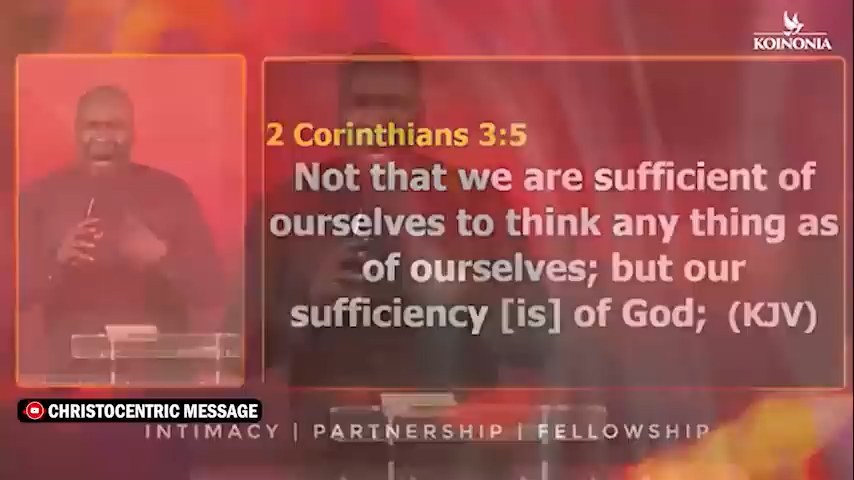 KOINONIA
2 Corinthians 3:5
Not that we are sufficient of
ourselves to think any thing as
of ourselves; but our
sufficiency [is] of God; (KJV)
CHRISTOCENTRIC MESSAGE
INTIMACY | PARTNERSHIP | FELLOWSHIP